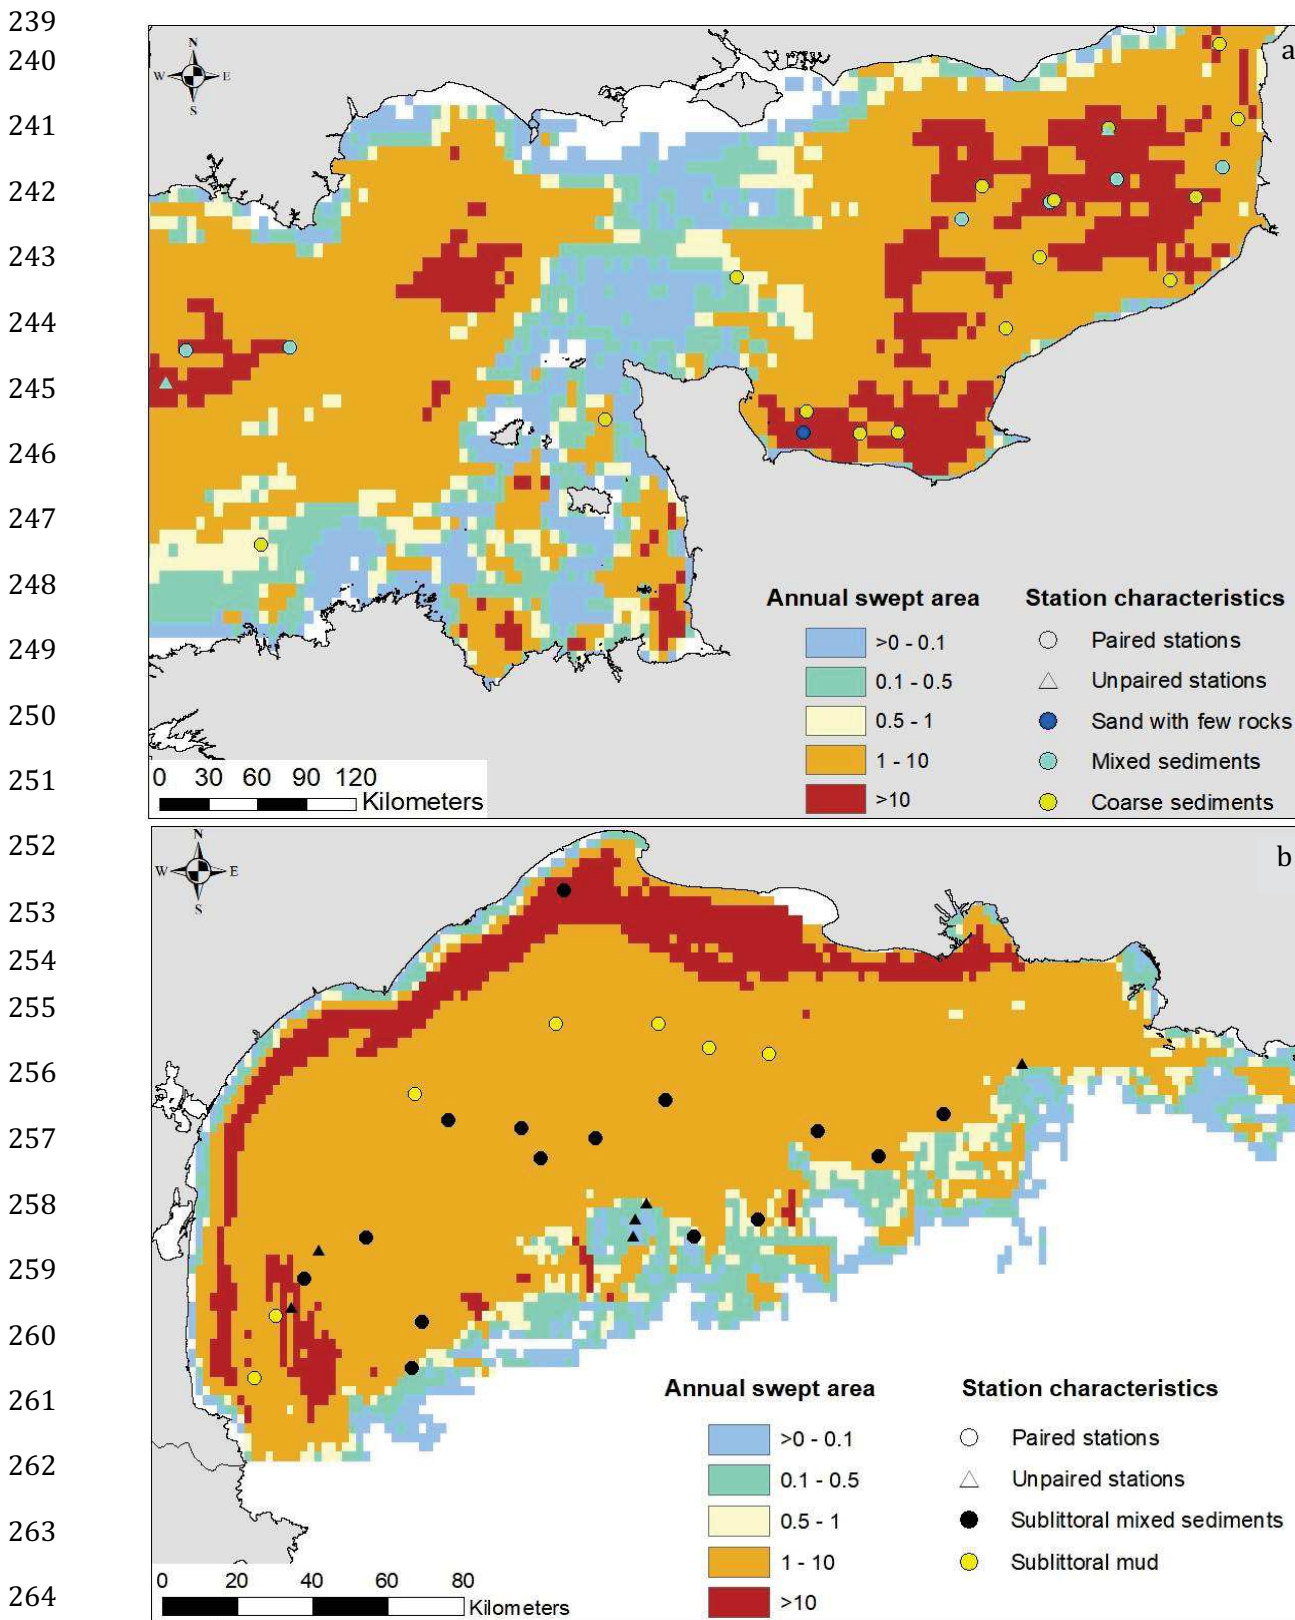 239
240
a
N
W E
S
241
242
243
244
245
246
247
248
Annual swept area Station characteristics
>0 - 0.1 Paired stations
249
0.1 - 0.5 Unpaired stations
250
0.5 - 1 Sand with few rocks
1 - 10 Mixed sediments
251
0 30 60 90 120
Kilometers
>10 Coarse sediments
252
b
N
W E
S
253
254
255
256
257
258
259
260
261
Annual swept area Station characteristics
>0 - 0.1 Paired stations
262
0.1 - 0.5 Unpaired stations
263
0.5 - 1 Sublittoral mixed sediments
1 - 10 Sublittoral mud
264
0 20 40 60 80
Kilometers
>10